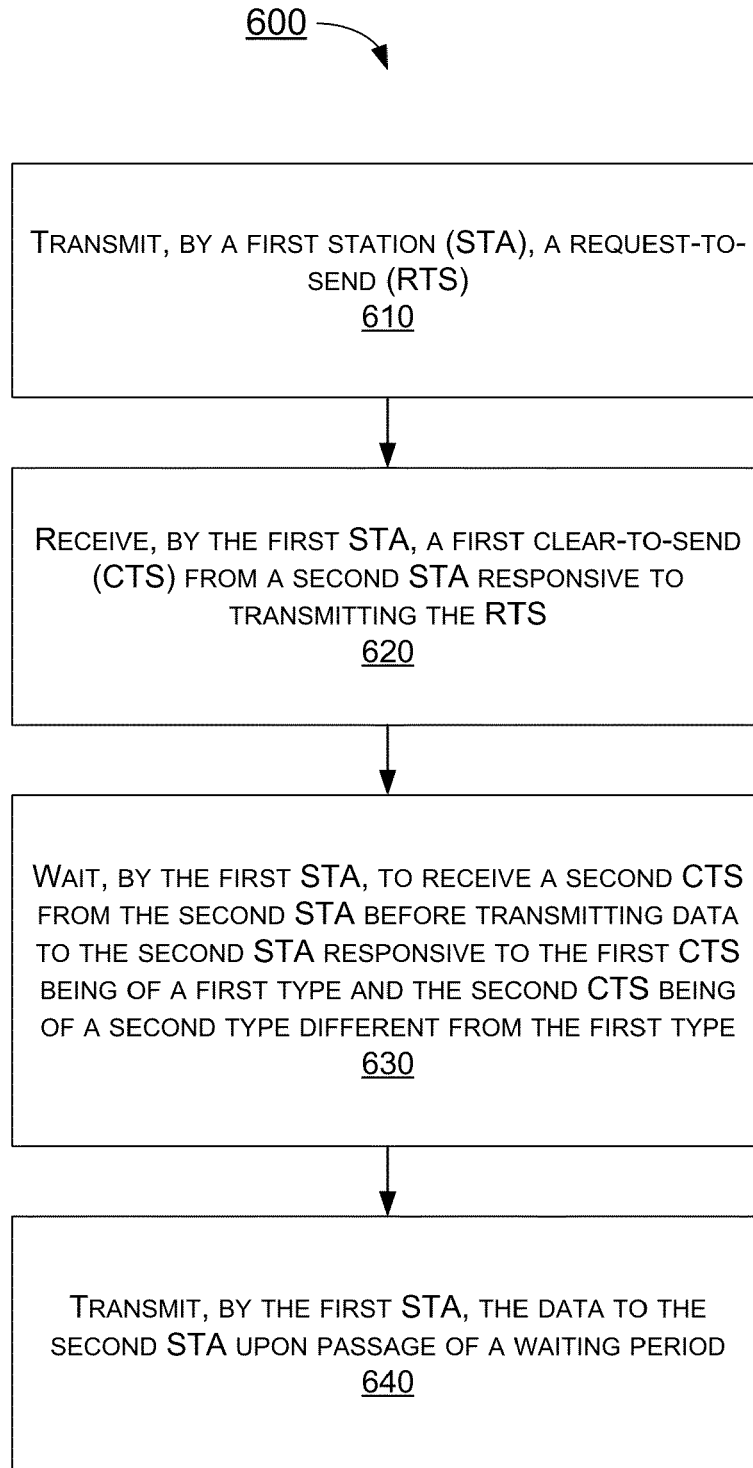 600
TRANSMIT, BY A FIRST STATION (STA), A REQUEST-TO-
SEND (RTS)
610
RECEIVE, BY THE FIRST STA, A FIRST CLEAR-TO-SEND
(CTS) FROM A SECOND STA RESPONSIVE TO
TRANSMITTING THE RTS
620
WAIT, BY THE FIRST STA, TO RECEIVE A SECOND CTS
FROM THE SECOND STA BEFORE TRANSMITTING DATA
TO THE SECOND STA RESPONSIVE TO THE FIRST CTS
BEING OF A FIRST TYPE AND THE SECOND CTS BEING
OF A SECOND TYPE DIFFERENT FROM THE FIRST TYPE
630
TRANSMIT, BY THE FIRST STA, THE DATA TO THE
SECOND STA UPON PASSAGE OF A WAITING PERIOD
640